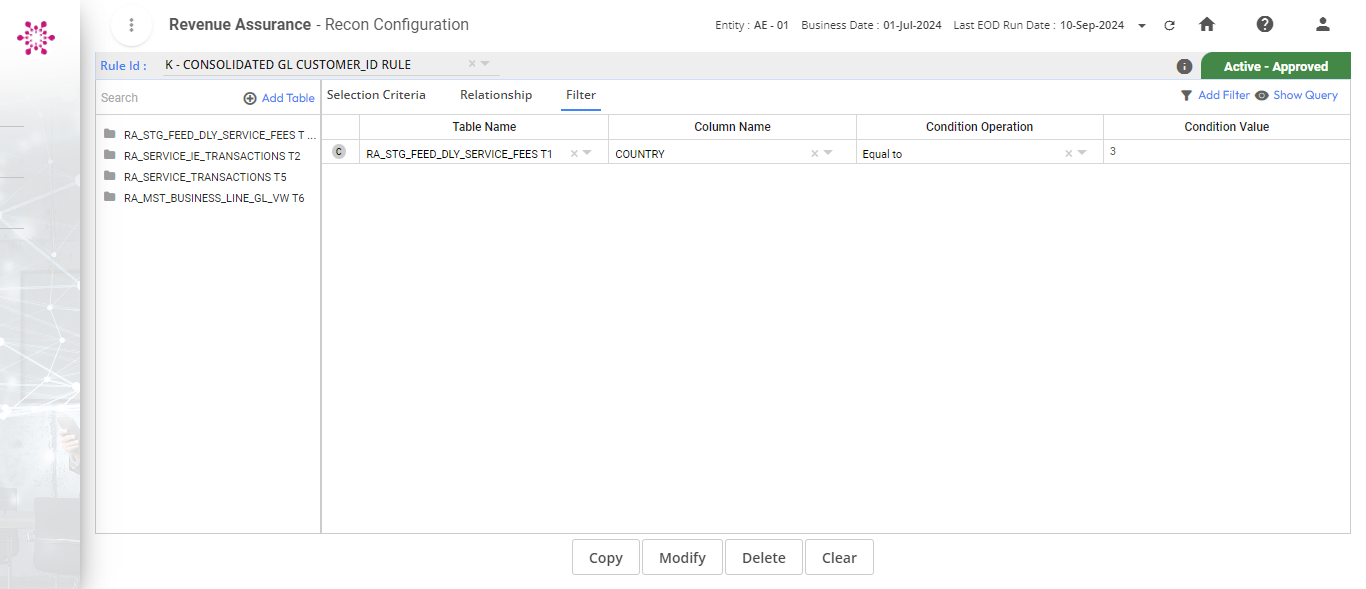 Revenue Assurance - Recon Configuration
Entity : AE - 01 Business Date : 01-Jul-2024 Last EOD Run Date : 10-Sep-2024
Rule Id : K - CONSOLIDATED GL CUSTOMER_ID RULE
Active - Approved
Search Add Table
Selection Criteria Relationship Filter
Add Filter Show Query
RA_STG_FEED_DLY_SERVICE_FEES T ...
RA_SERVICE_IE_TRANSACTIONS T2
RA_SERVICE_TRANSACTIONS T5
RA_MST_BUSINESS_LINE_GL_VW T6
Table Name Column Name Condition Operation Condition Value
C RA_STG_FEED_DLY_SERVICE_FEES T1 COUNTRY Equal to 3
Copy Modify Delete Clear